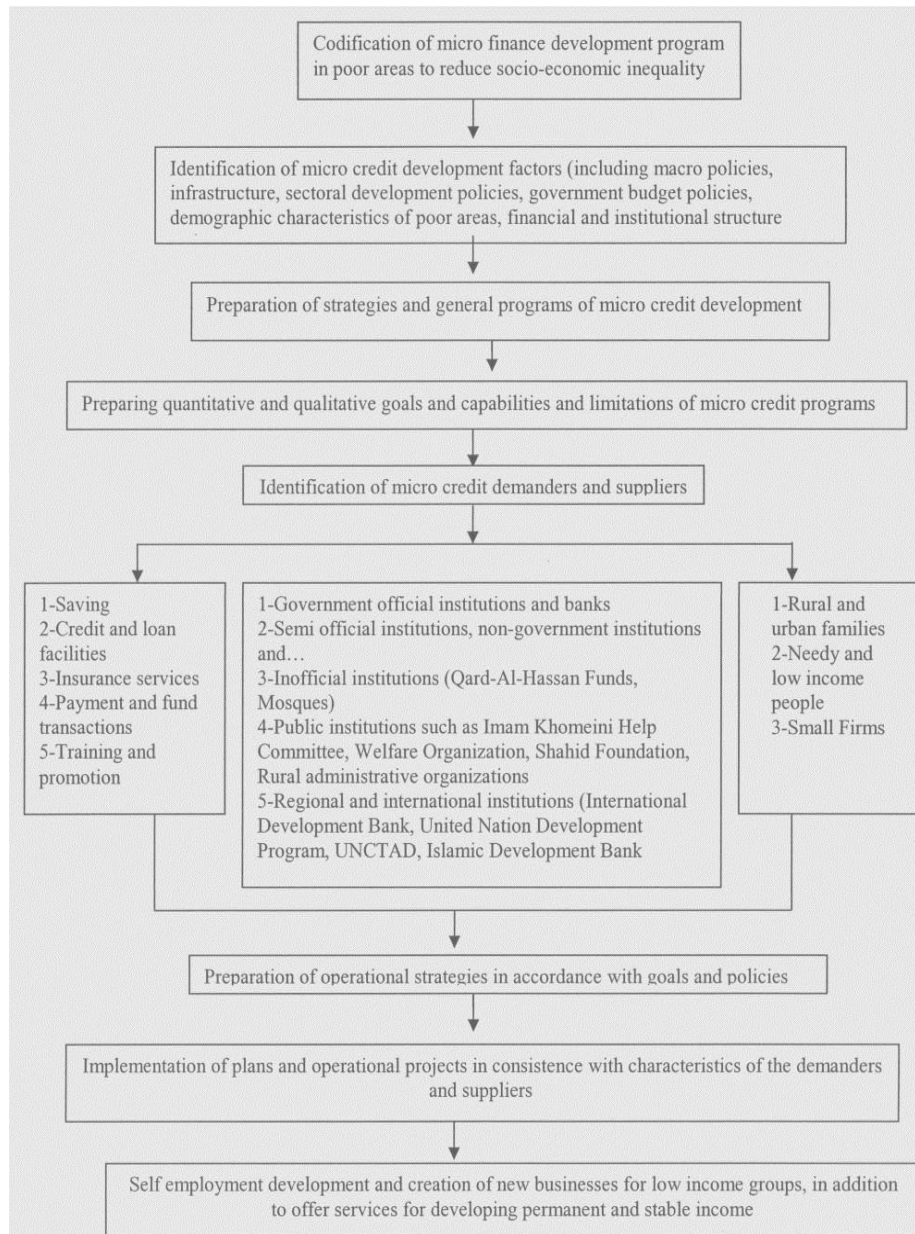 Codification of micro finance development program
in poor areas to reduce socio-economic inequality
Identification of micro credit development factors (including macro policies,
infrastructure, sectoral development policies, government budget policies,
demographic characteristics of poor areas, financial and institutional structure
Preparation of strategies and general programs of micro credit development
Preparing quantitative and qualitative goals and capabilities and limitations of micro credit programs
Identification of micro credit demanders and suppliers
1-Saving
2-Credit and loan
facilities
3-Insurance services
4-Payment and fund
transactions
5-Training and
promotion
1-Government official institutions and banks
2-Semi official institutions, non-government institutions
and…
3-Inofficial institutions (Qard-Al-Hassan Funds,
Mosques)
4-Public institutions such as Imam Khomeini Help
Committee, Welfare Organization, Shahid Foundation,
Rural administrative organizations
5-Regional and international institutions (International
Development Bank, United Nation Development
Program, UNCTAD, Islamic Development Bank
1-Rural and
urban families
2-Needy and
low income
people
3-Small Firms
Preparation of operational strategies in accordance with goals and policies
Implementation of plans and operational projects in consistence with characteristics of the demanders
and suppliers
Self employment development and creation of new businesses for low income groups, in addition
to offer services for developing permanent and stable income